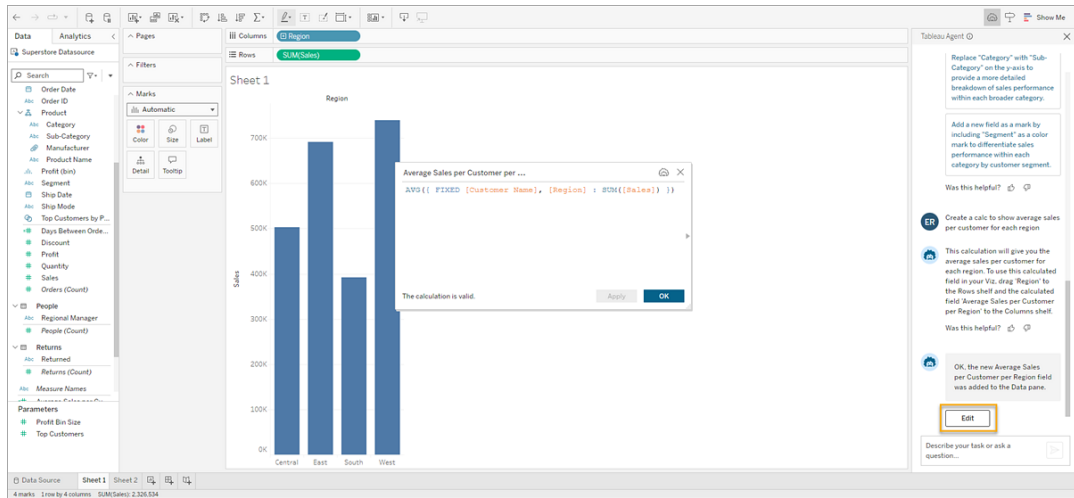 Show Me
Data
Analytics
Pages
Columns
Region
Tableau Agent
Superstore Datasource
Rows
SUM(Sales)
Search
Filters
Order Date
Abc Order ID
Product
Abc Category
Abc Sub-Category
Manufacturer
Abc Product Name
Profit (bin)
Abc Segment
Ship Date
Abc Ship Mode
Top Customers by P...
Days Between Orde...
Discount
Profit
Quantity
Sales
Orders (Count)
People
Abc Regional Manager
People (Count)
Returns
Abc Returned
Returns (Count)
Abc Measure Names
Parameters
Profit Bin Size
Top Customers
Marks
Automatic
Color
Size
Label
Detail
Tooltip
Sheet 1
Region
700K
600K
500K
400K
300K
200K
100K
0K
Sales
Central
East
South
West
Average Sales per Customer per ...
AVG({ FIXED [Customer Name], [Region] : SUM([Sales]) })
The calculation is valid.
Apply
OK
Replace "Category" with "Sub-
Category" on the y-axis to
provide a more detailed
breakdown of sales performance
within each broader category.
Add a new field as a mark by
including "Segment" as a color
mark to differentiate sales
performance within each
category by customer segment.
Was this helpful?
ER
Create a calc to show average sales
per customer for each region
This calculation will give you the
average sales per customer for
each region. To use this calculated
field in your Viz, drag 'Region' to
the Rows shelf and the calculated
field 'Average Sales per Customer
per Region' to the Columns shelf.
Was this helpful?
OK, the new Average Sales
per Customer per Region field
was added to the Data pane.
Edit
Describe your task or ask a
question...
Data Source
Sheet 1
Sheet 2
4 marks 1 row by 4 columns SUM(Sales): 2,326,534